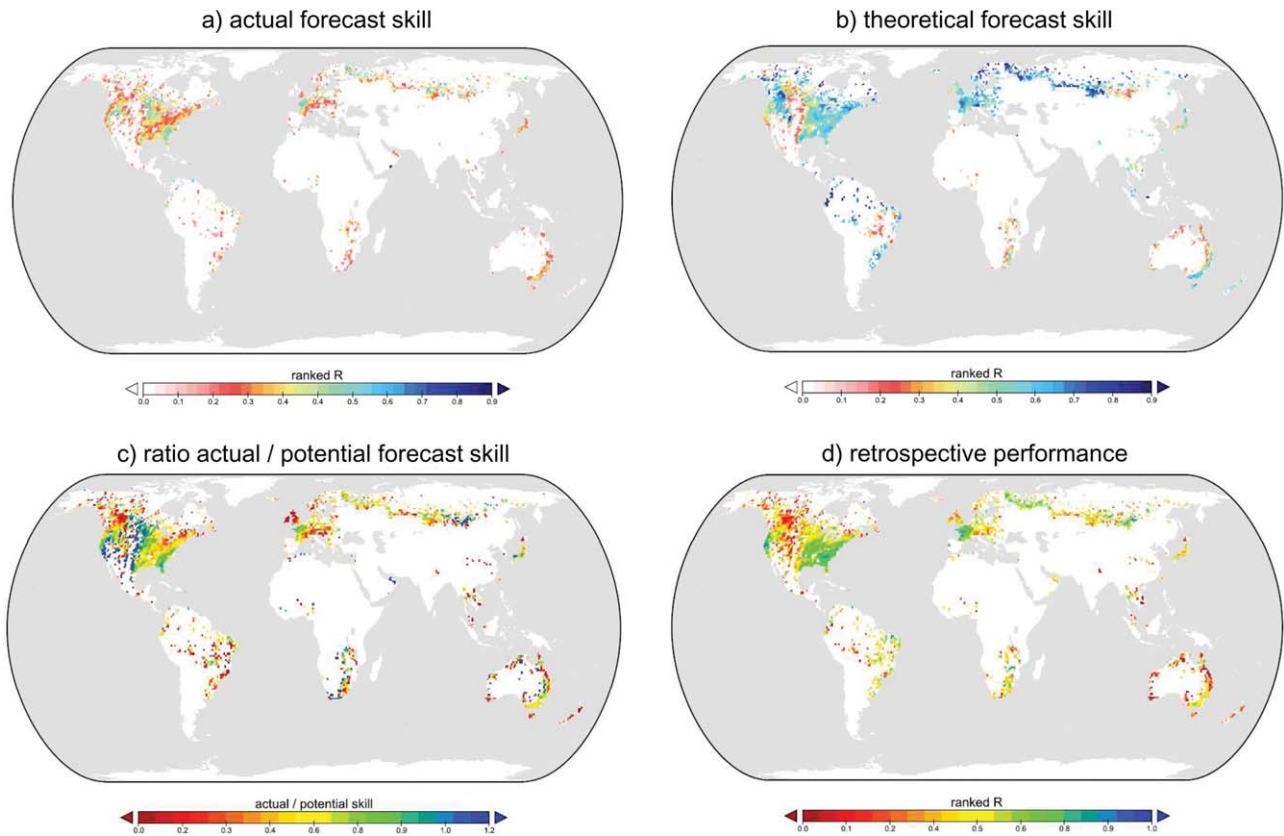 a) actual forecast skill
b) theoretical forecast skill
ranked R
0.0 0.1 0.2 0.3 0.4 0.5 0.6 0.7 0.8 0.9
ranked R
0.0 0.1 0.2 0.3 0.4 0.5 0.6 0.7 0.8 0.9
c) ratio actual / potential forecast skill
d) retrospective performance
actual / potential skill
0.0 0.2 0.3 0.4 0.5 0.6 0.8 0.9 1.0 1.2
ranked R
0.0 0.1 0.2 0.3 0.4 0.6 0.7 0.8 0.9 1.0